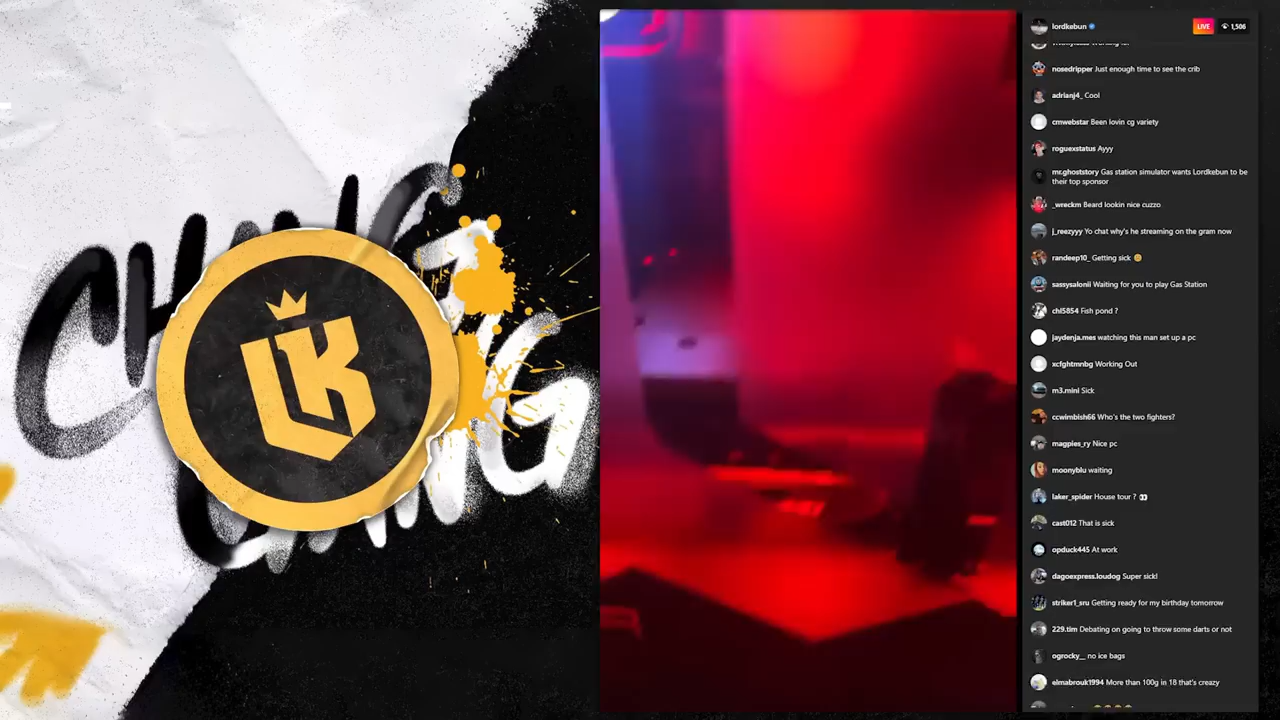 CHANG
GANG
LK
lordkebun
LIVE
1,506
nosedripper Just enough time to see the crib
adrianj4_ Cool
cmwebstar Been lovin cg variety
roguexstatus Ayyy
mr.ghoststory Gas station simulator wants Lordkebun to be
their top sponsor
_wreckm Beard lookin nice cuzzo
j_reezyyy Yo chat why's he streaming on the gram now
randeep10_ Getting sick
sassysalonii Waiting for you to play Gas Station
chl5854 Fish pond ?
jaydenja.mes watching this man set up a pc
xcfghtmnbg Working Out
m3.mini Sick
ccwimbish66 Who's the two fighters?
magpies_ry Nice pc
moonyblu waiting
laker_spider House tour ? 👀
cast012 That is sick
opduck445 At work
dagoexpress.loudog Super sick!
striker1_sru Getting ready for my birthday tomorrow
229.tim Debating on going to throw some darts or not
ogrocky__ no ice bags
elmabrouk1994 More than 100g in 18 that's creazy